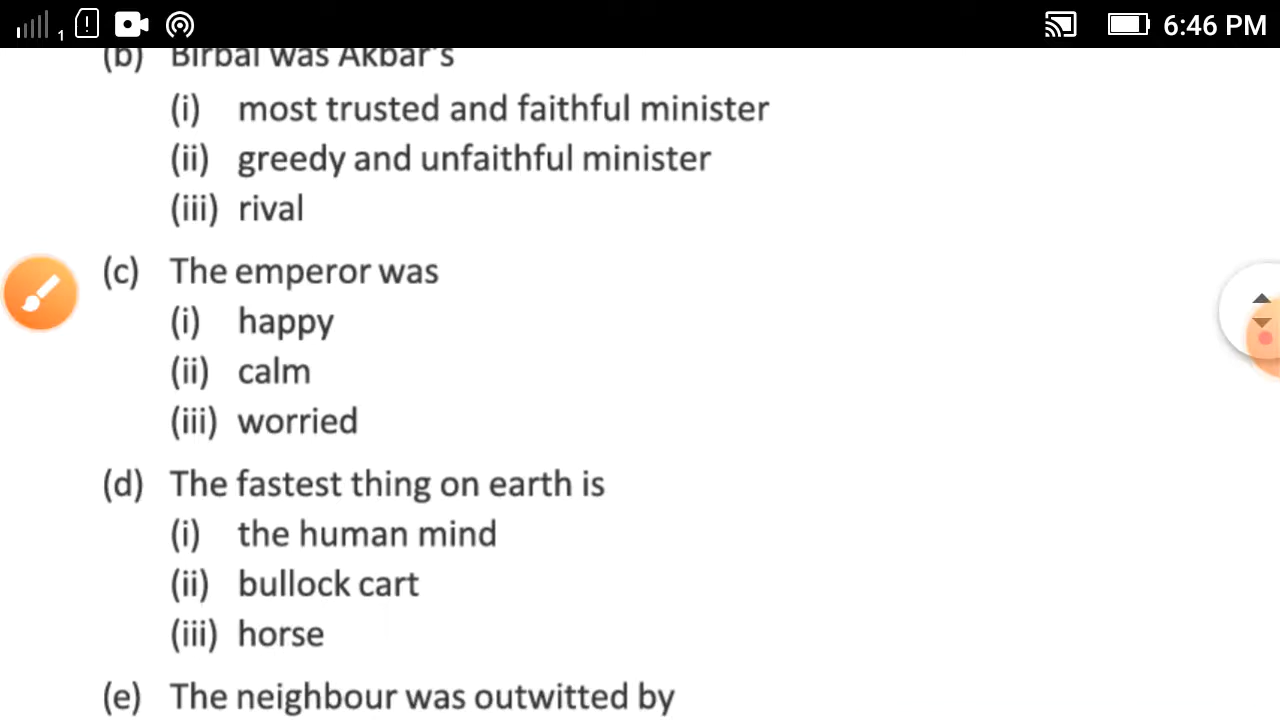 1 6:46 PM
(b) Birbal was Akbar's
(i) most trusted and faithful minister
(ii) greedy and unfaithful minister
(iii) rival
(c) The emperor was
(i) happy
(ii) calm
(iii) worried
(d) The fastest thing on earth is
(i) the human mind
(ii) bullock cart
(iii) horse
(e) The neighbour was outwitted by